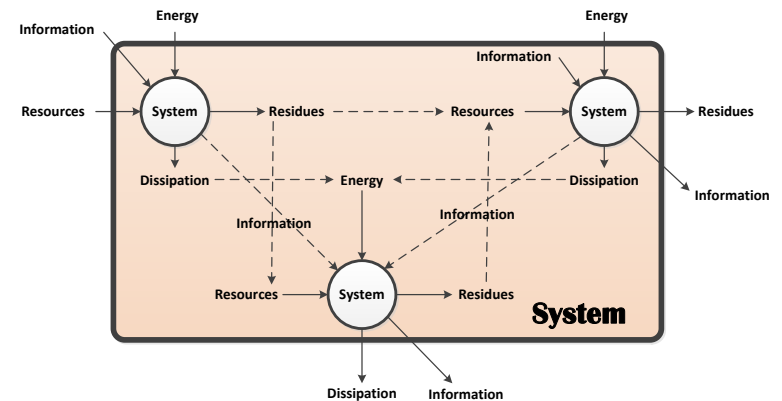 Energy
Energy
Information
Information
Resources
System
Residues
Resources
System
Residues
Dissipation
Energy
Dissipation
Information
Information
Information
Resources
System
Residues
System
Dissipation
Information